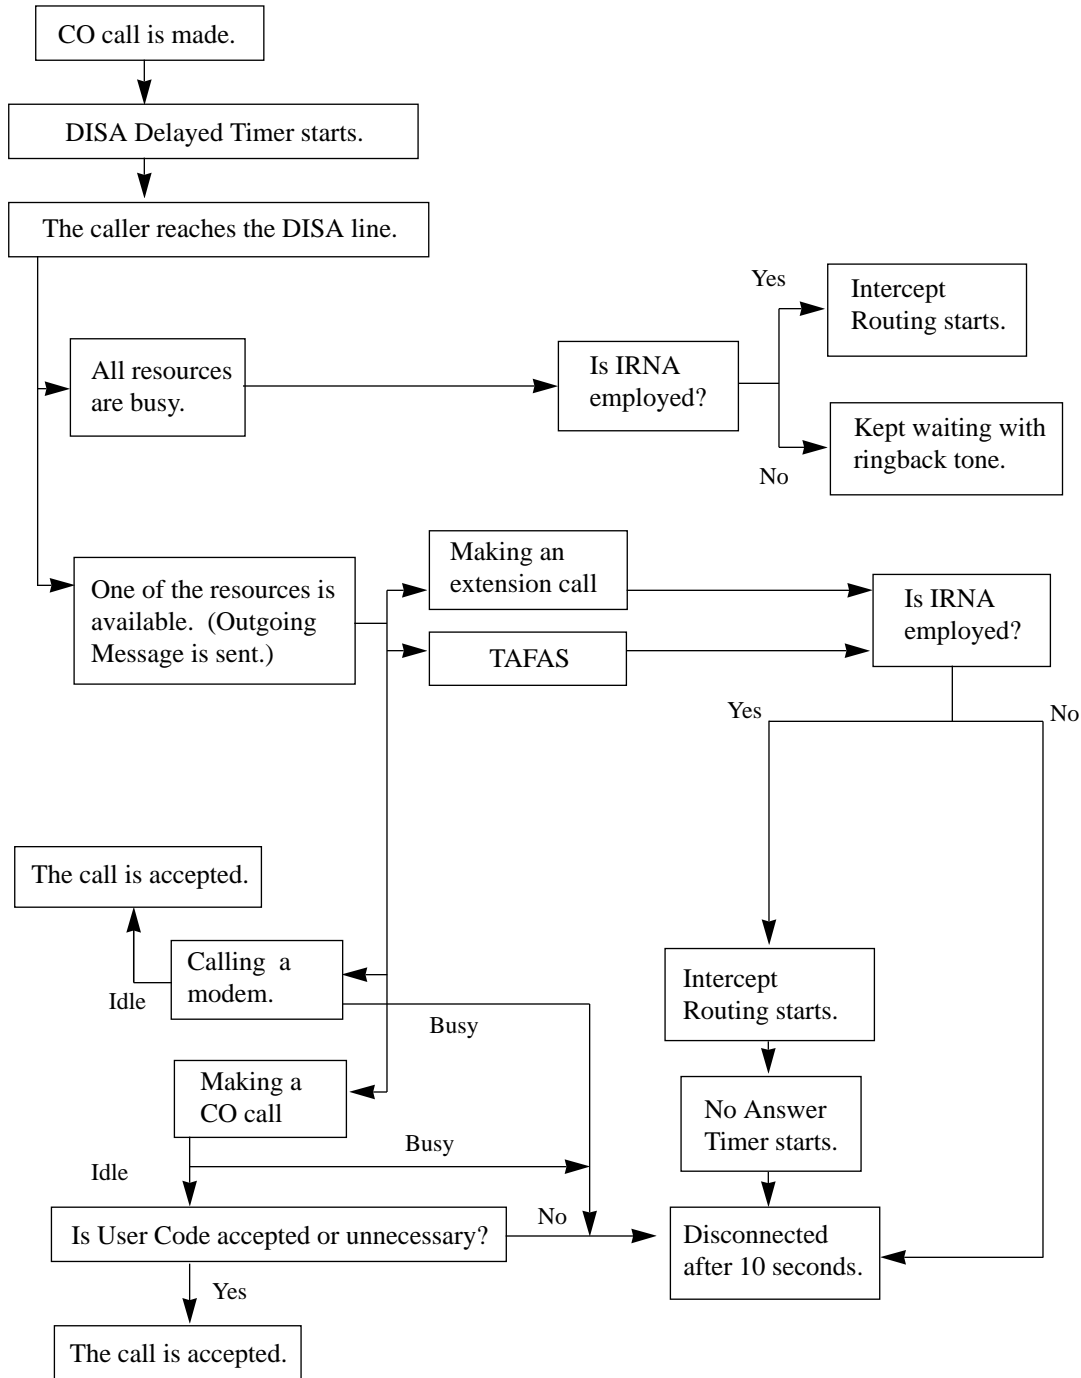 CO call is made.
DISA Delayed Timer starts.
The caller reaches the DISA line.
Yes
Intercept
Routing starts.
All resources
are busy.
Is IRNA
employed?
No
Kept waiting with
ringback tone.
One of the resources is
available. (Outgoing
Message is sent.)
Making an
extension call
TAFAS
Is IRNA
employed?
Yes
No
The call is accepted.
Idle
Calling a
modem.
Busy
Intercept
Routing starts.
Making a
CO call
Busy
Idle
No Answer
Timer starts.
Is User Code accepted or unnecessary?
No
Disconnected
after 10 seconds.
Yes
The call is accepted.